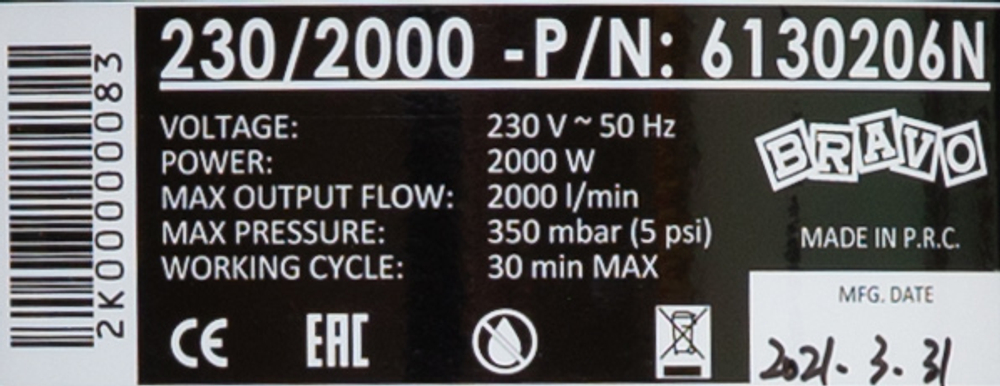 230/2000 -P/N: 6130206N
VOLTAGE: 230 V ~ 50 Hz
POWER: 2000 W
MAX OUTPUT FLOW: 2000 l/min
MAX PRESSURE: 350 mbar (5 psi)
WORKING CYCLE: 30 min MAX
BRAVO
MADE IN P.R.C.
MFG. DATE
2021. 3. 31
CE EAC
2K00000083